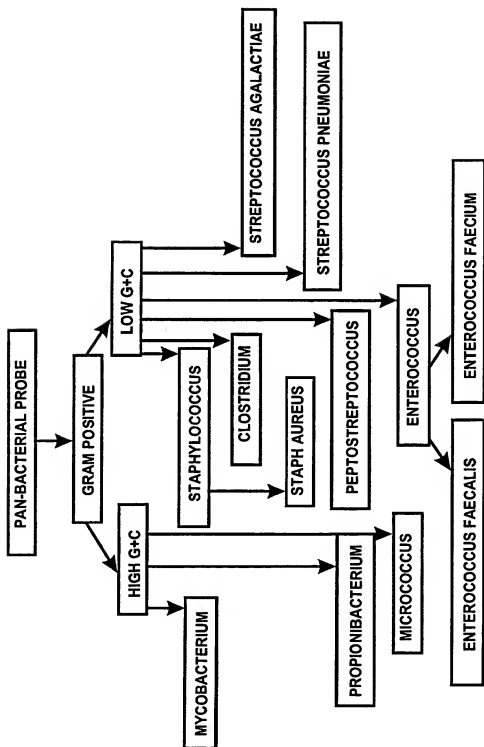 PAN-BACTERIAL PROBE
GRAM POSITIVE
HIGH G+C
LOW G+C
MYCOBACTERIUM
PROPIONIBACTERIUM
MICROCOCCUS
STAPHYLOCOCCUS
STAPH AUREUS
CLOSTRIDIUM
PEPTOSTREPTOCOCCUS
ENTEROCOCCUS
ENTEROCOCCUS FAECALIS
ENTEROCOCCUS FAECIUM
STREPTOCOCCUS PNEUMONIAE
STREPTOCOCCUS AGALACTIAE